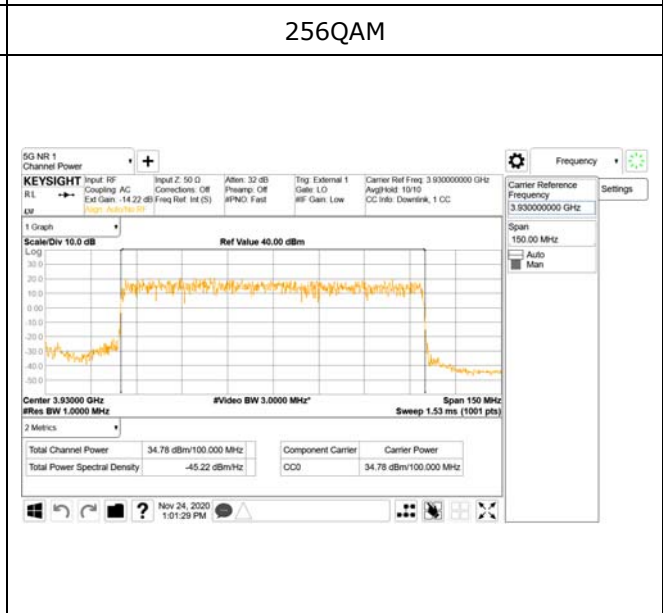 256QAM
5G NR 1
Channel Power
+
Frequency
KEYSIGHT
RL
Input: RF
Coupling: AC
Ext Gain: -14.22 dB
Align: Auto/No RF
Input Z: 50 Ω
Corrections: Off
Freq Ref: Int (S)
Atten: 32 dB
Preamp: Off
#PNO: Fast
Trig: External 1
Gate: LO
#IF Gain: Low
Carrier Ref Freq: 3.930000000 GHz
Avg|Hold: 10/10
CC Info: Downlink, 1 CC
Carrier Reference
Frequency
3.930000000 GHz
Settings
Span
150.00 MHz
Auto
Man
1 Graph
Scale/Div 10.0 dB
Ref Value 40.00 dBm
Log
30.0
20.0
10.0
0.00
-10.0
-20.0
-30.0
-40.0
-50.0
Center 3.93000 GHz
#Video BW 3.0000 MHz*
Span 150 MHz
#Res BW 1.0000 MHz
Sweep 1.53 ms (1001 pts)
2 Metrics
Total Channel Power 34.78 dBm/100.000 MHz
Total Power Spectral Density -45.22 dBm/Hz
Component Carrier Carrier Power
CC0 34.78 dBm/100.000 MHz
?
Nov 24, 2020
1:01:29 PM